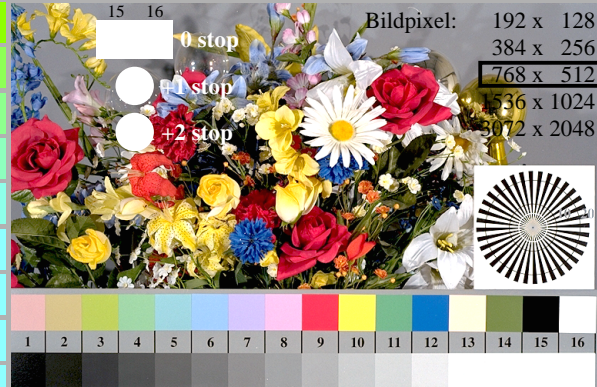 15 16
Bildpixel: 192 x 128
0 stop
384 x 256
768 x 512
+1 stop
1536 x 1024
+2 stop
3072 x 2048
1 2 3 4 5 6 7 8 9 10 11 12 13 14 15 16